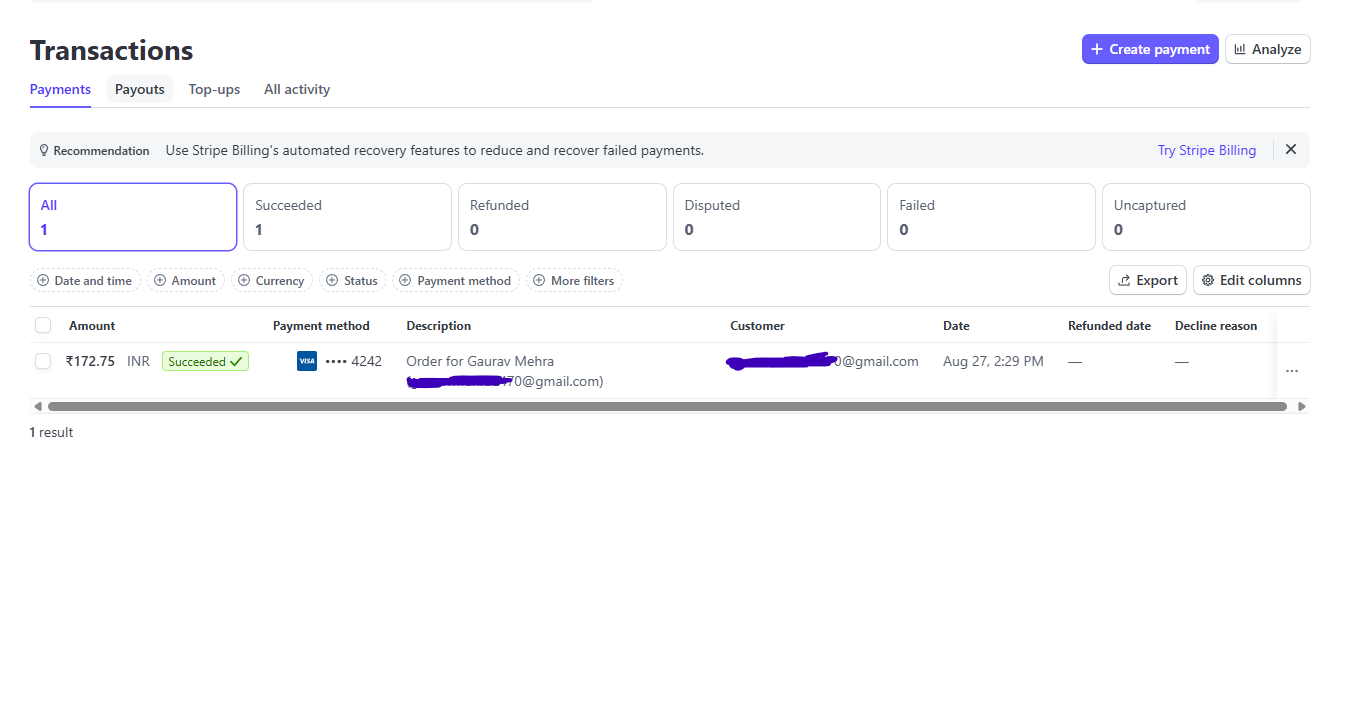 Transactions
+ Create payment
Analyze
Payments
Payouts
Top-ups
All activity
Recommendation Use Stripe Billing's automated recovery features to reduce and recover failed payments.
Try Stripe Billing
All
1
Succeeded
1
Refunded
0
Disputed
0
Failed
0
Uncaptured
0
Date and time
Amount
Currency
Status
Payment method
More filters
Export
Edit columns
Amount Payment method Description Customer Date Refunded date Decline reason
₹172.75 INR Succeeded VISA •••• 4242 Order for Gaurav Mehra 0@gmail.com Aug 27, 2:29 PM — —
70@gmail.com)
1 result